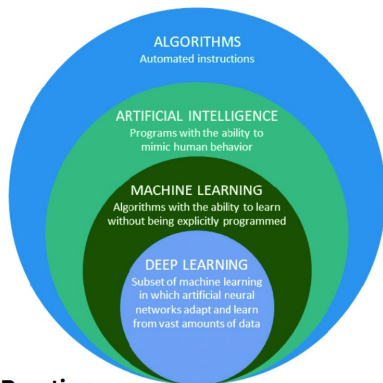 ALGORITHMS
Automated instructions
ARTIFICIAL INTELLIGENCE
Programs with the ability to
mimic human behavior
MACHINE LEARNING
Algorithms with the ability to learn
without being explicitly programmed
DEEP LEARNING
Subset of machine learning
in which artificial neural
networks adapt and learn
from vast amounts of data